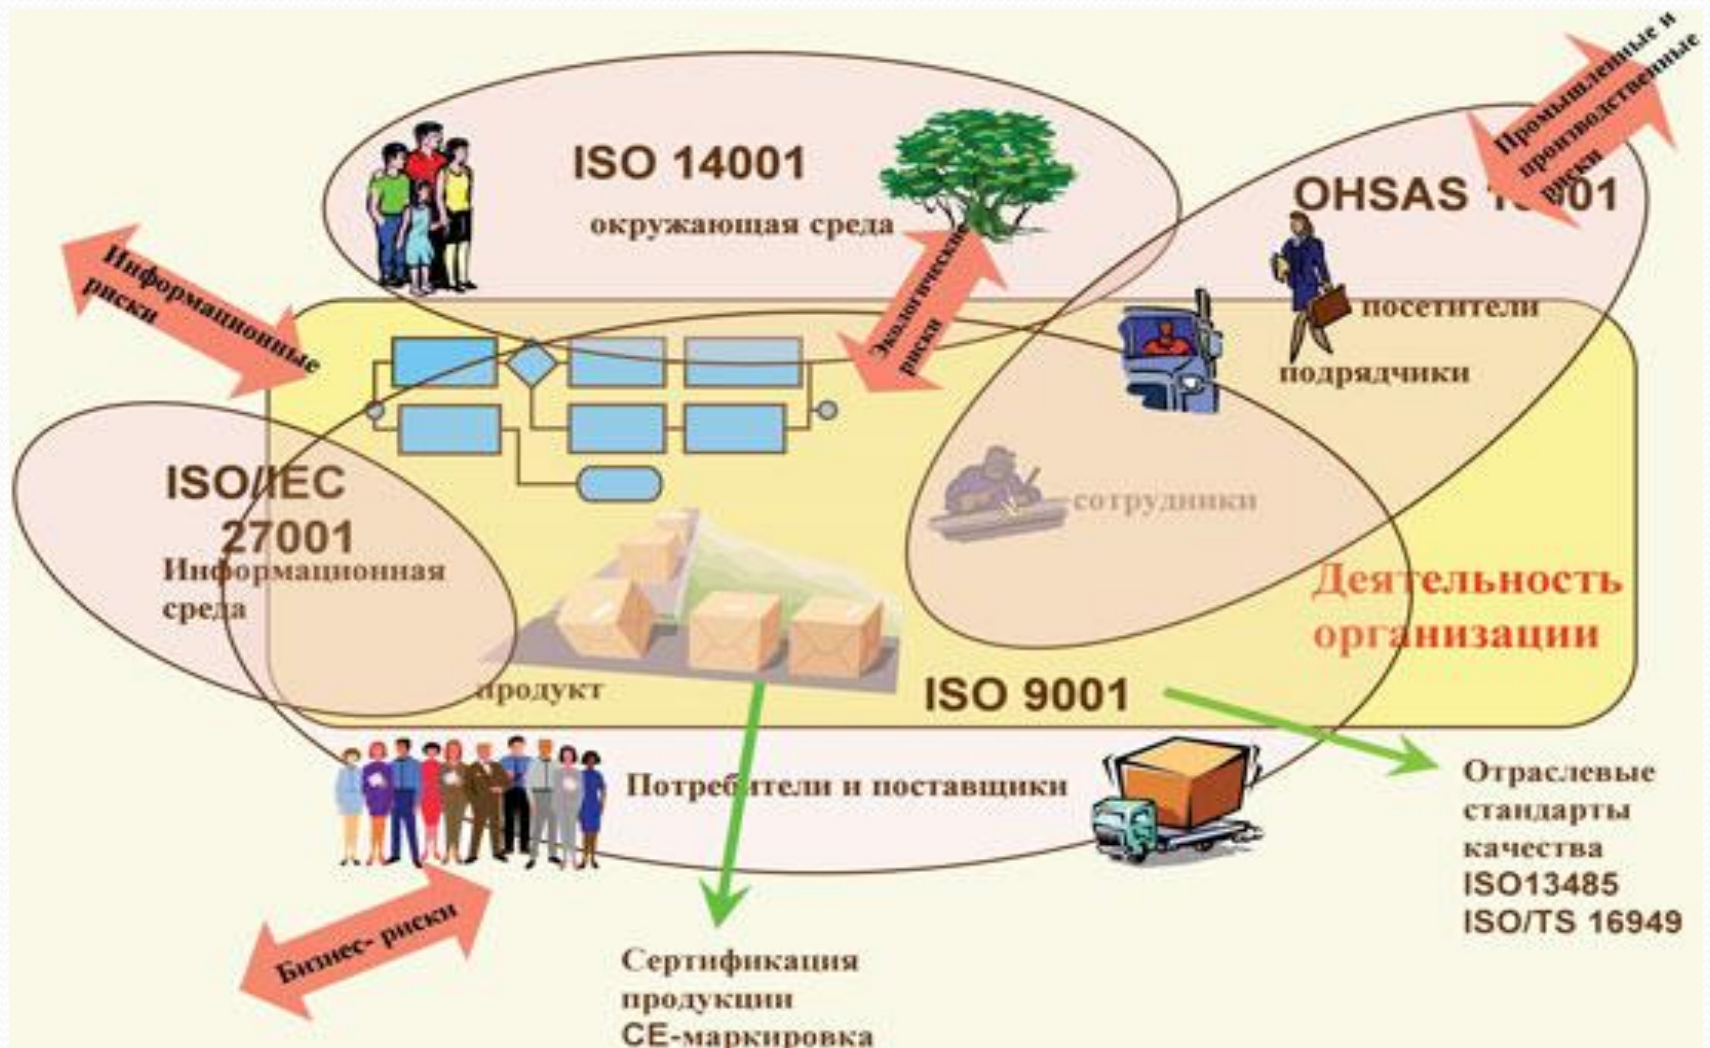 Промышленные и
производственные
риски
ISO 14001
окружающая среда
OHSAS 18001
Информационные
риски
Экологические
риски
посетители
подрядчики
ISO/IEC
27001
Информационная
среда
сотрудники
Деятельность
организации
продукт
ISO 9001
Потребители и поставщики
Отраслевые
стандарты
качества
ISO13485
ISO/TS 16949
Бизнес- риски
Сертификация
продукции
СЕ-маркировка